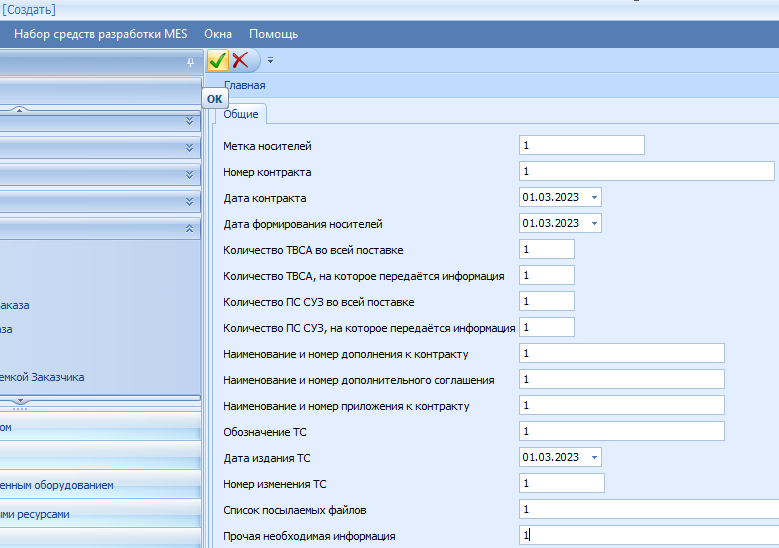 [Создать]
Набор средств разработки MES Окна Помощь
Главная
OK
Общие
Метка носителей 1
Номер контракта 1
Дата контракта 01.03.2023
Дата формирования носителей 01.03.2023
Количество ТВСА во всей поставке 1
Количество ТВСА, на которое передаётся информация 1
Количество ПС СУЗ во всей поставке 1
Количество ПС СУЗ, на которое передаётся информация 1
Наименование и номер дополнения к контракту 1
Наименование и номер дополнительного соглашения 1
Наименование и номер приложения к контракту 1
Обозначение ТС 1
Дата издания ТС 01.03.2023
Номер изменения ТС 1
Список посылаемых файлов 1
Прочая необходимая информация 1
аказа
за
емкой Заказчика
ом
енным оборудованием
ыми ресурсами